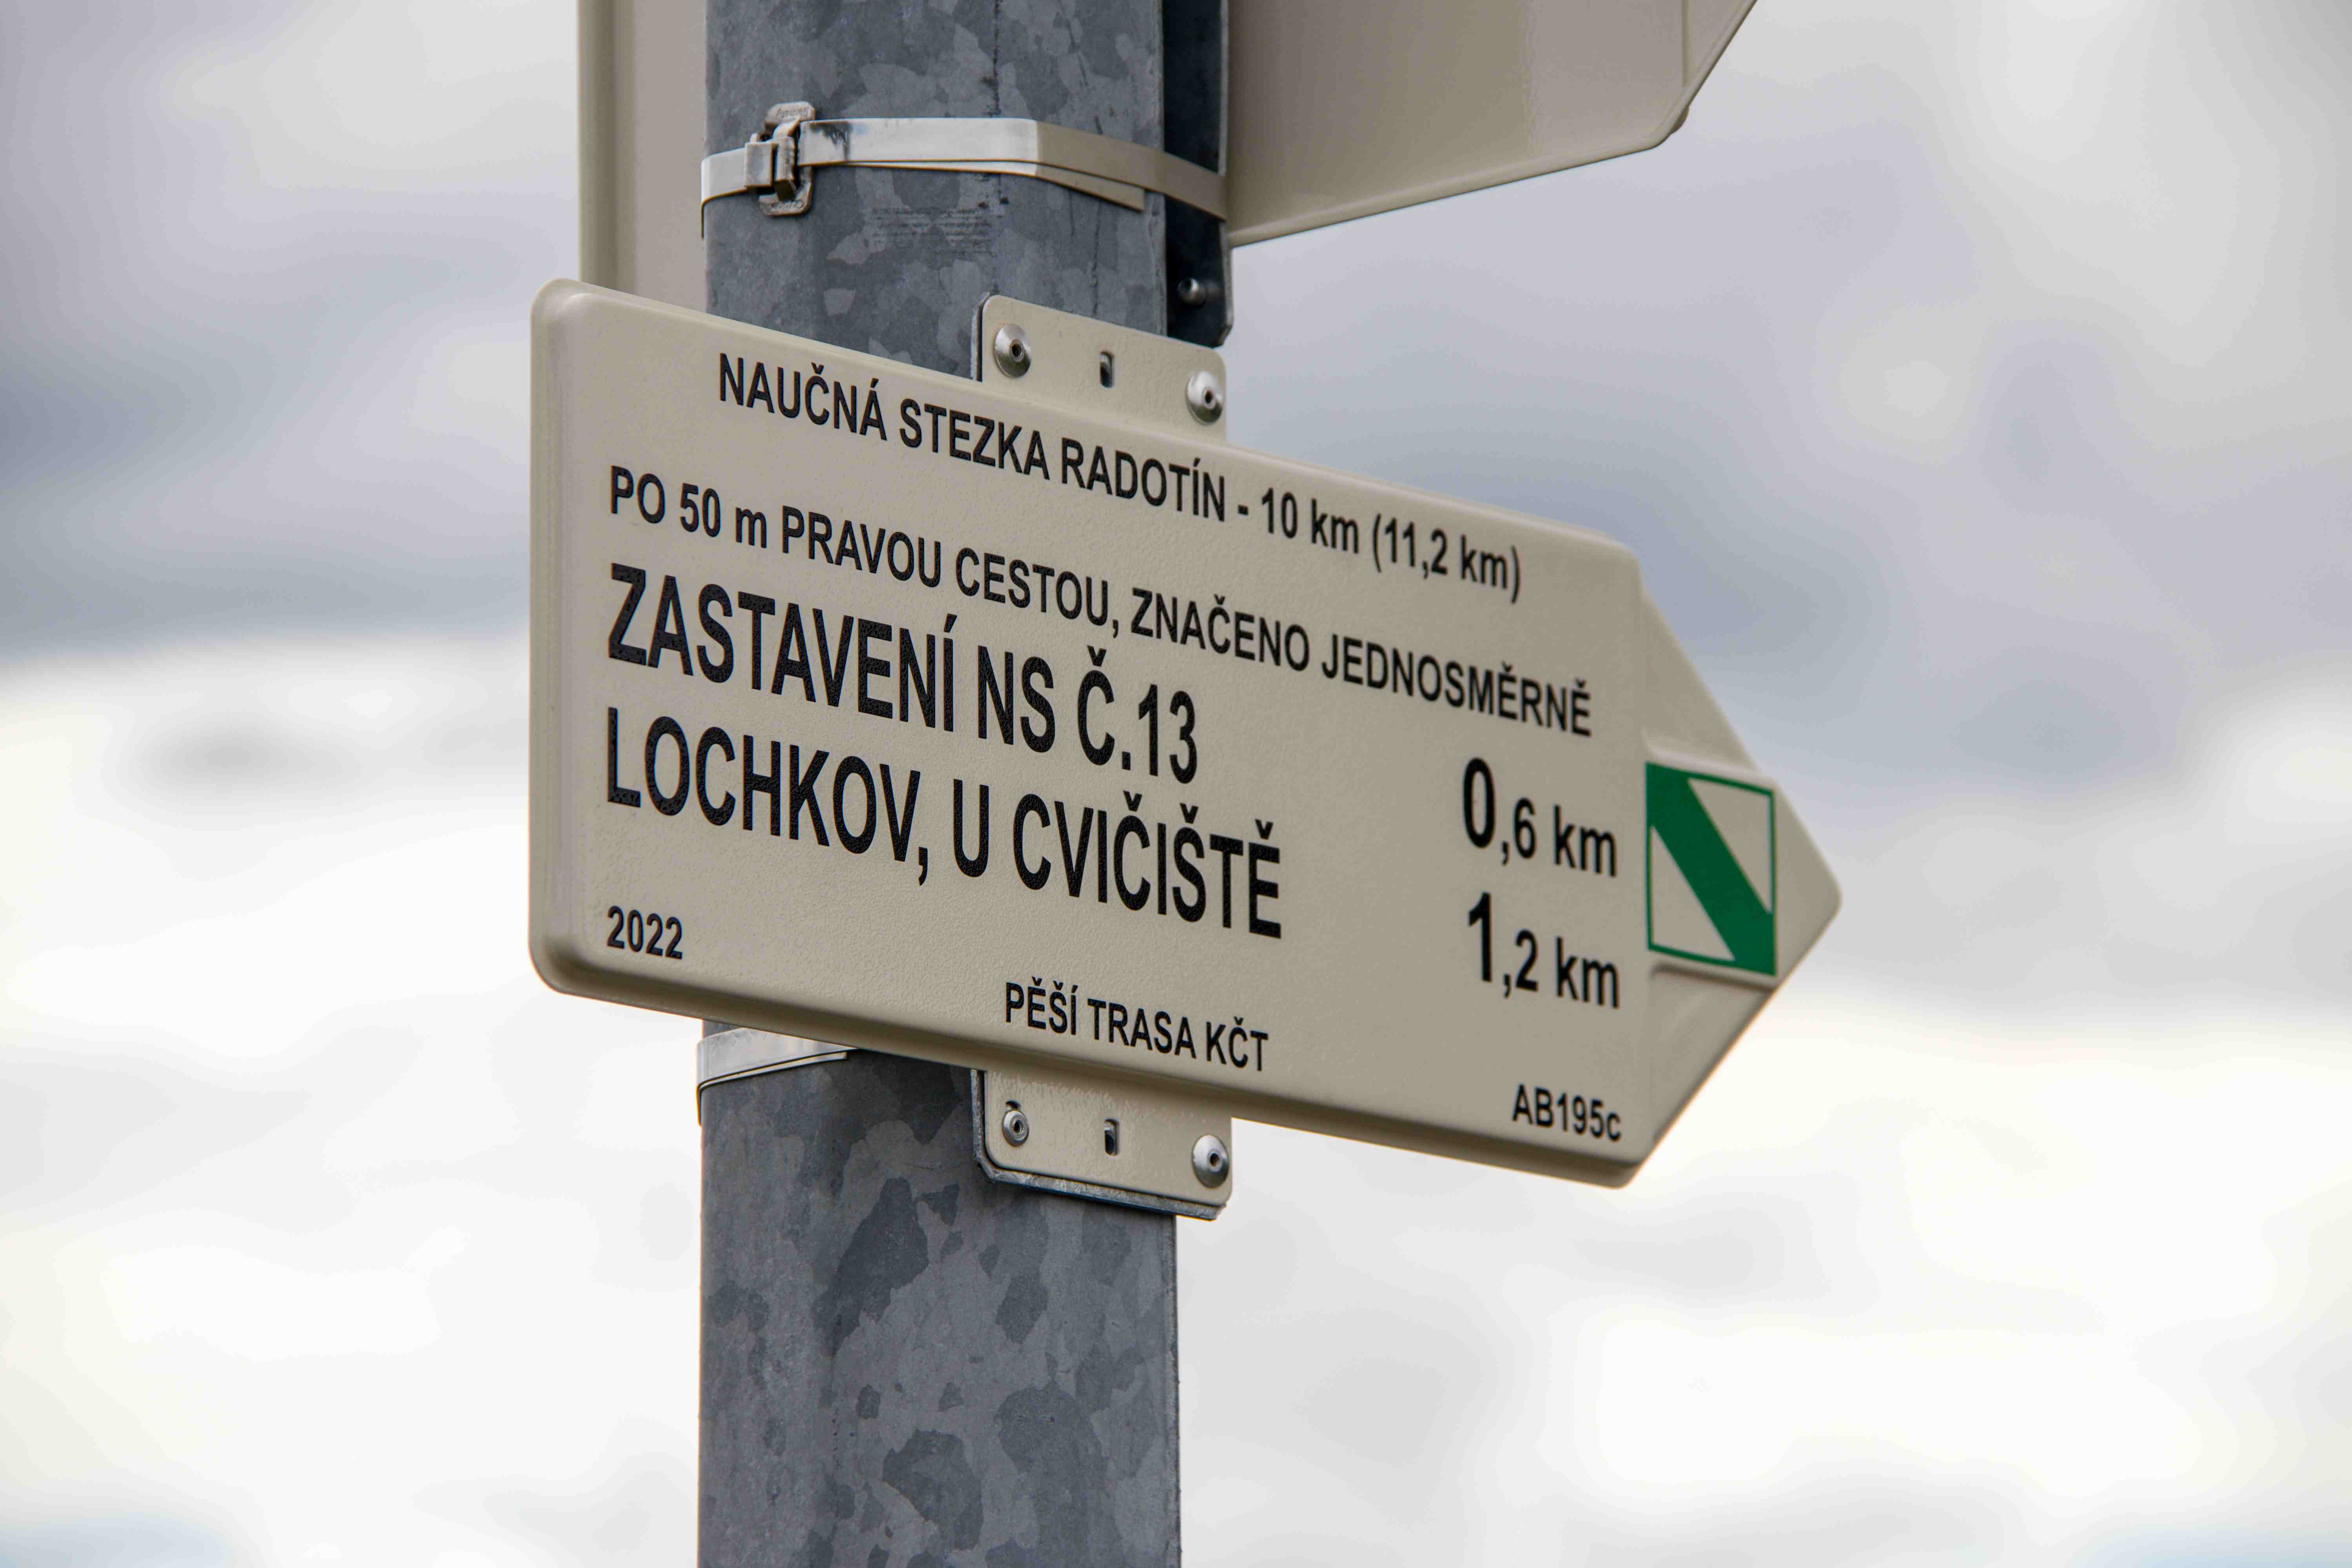 NAUČNÁ STEZKA RADOTÍN - 10 km (11,2 km)
PO 50 m PRAVOU CESTOU, ZNAČENO JEDNOSMĚRNĚ
ZASTAVENÍ NS Č.13 0,6 km
LOCHKOV, U CVIČIŠTĚ 1,2 km
2022
PĚŠÍ TRASA KČT
AB195c